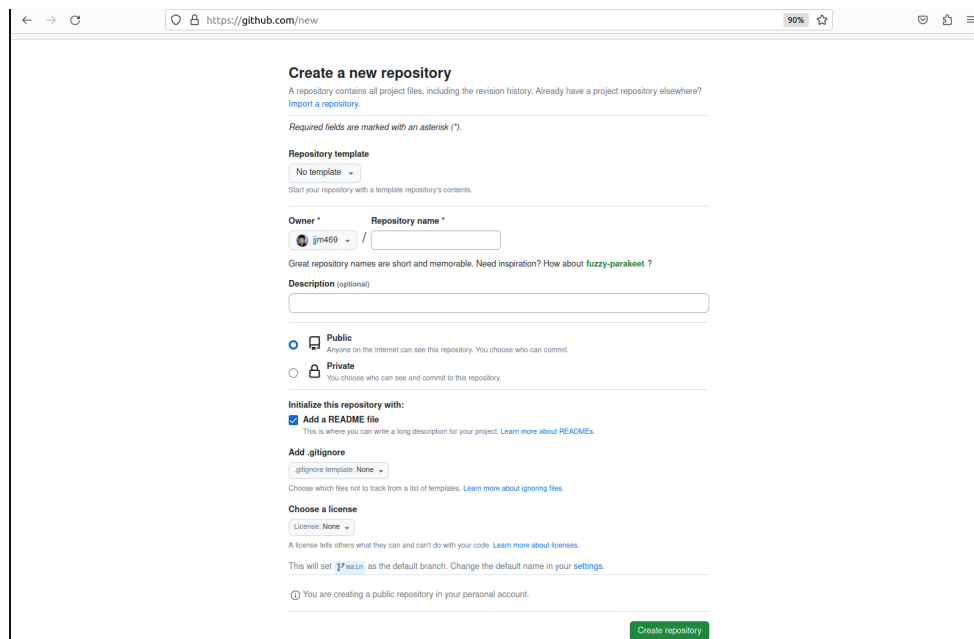 https://github.com/new
90%
Create a new repository
A repository contains all project files, including the revision history. Already have a project repository elsewhere?
Import a repository.
Required fields are marked with an asterisk (*).
Repository template
No template
Start your repository with a template repository's contents.
Owner * Repository name *
jjm469 /
Great repository names are short and memorable. Need inspiration? How about fuzzy-parakeet ?
Description (optional)
Public
Anyone on the internet can see this repository. You choose who can commit.
Private
You choose who can see and commit to this repository.
Initialize this repository with:
Add a README file
This is where you can write a long description for your project. Learn more about READMEs.
Add .gitignore
.gitignore template: None
Choose which files not to track from a list of templates. Learn more about ignoring files.
Choose a license
License: None
A license tells others what they can and can't do with your code. Learn more about licenses.
This will set main as the default branch. Change the default name in your settings.
You are creating a public repository in your personal account.
Create repository